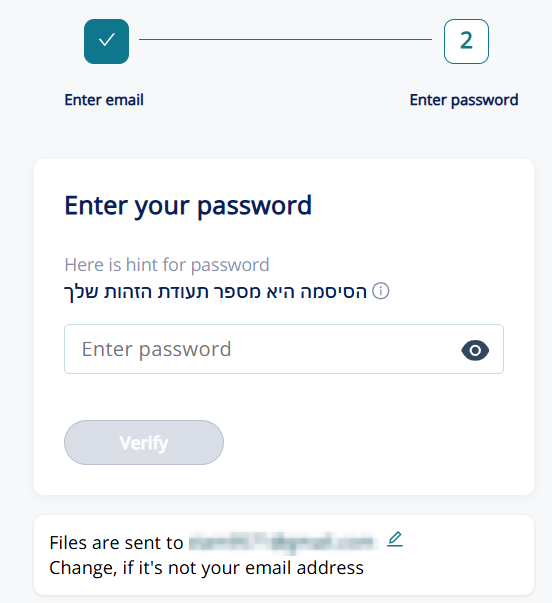 2
Enter email
Enter password
Enter your password
Here is hint for password
הסיסמה היא מספר תעודת הזהות שלך
Enter password
Verify
Files are sent to
Change, if it's not your email address